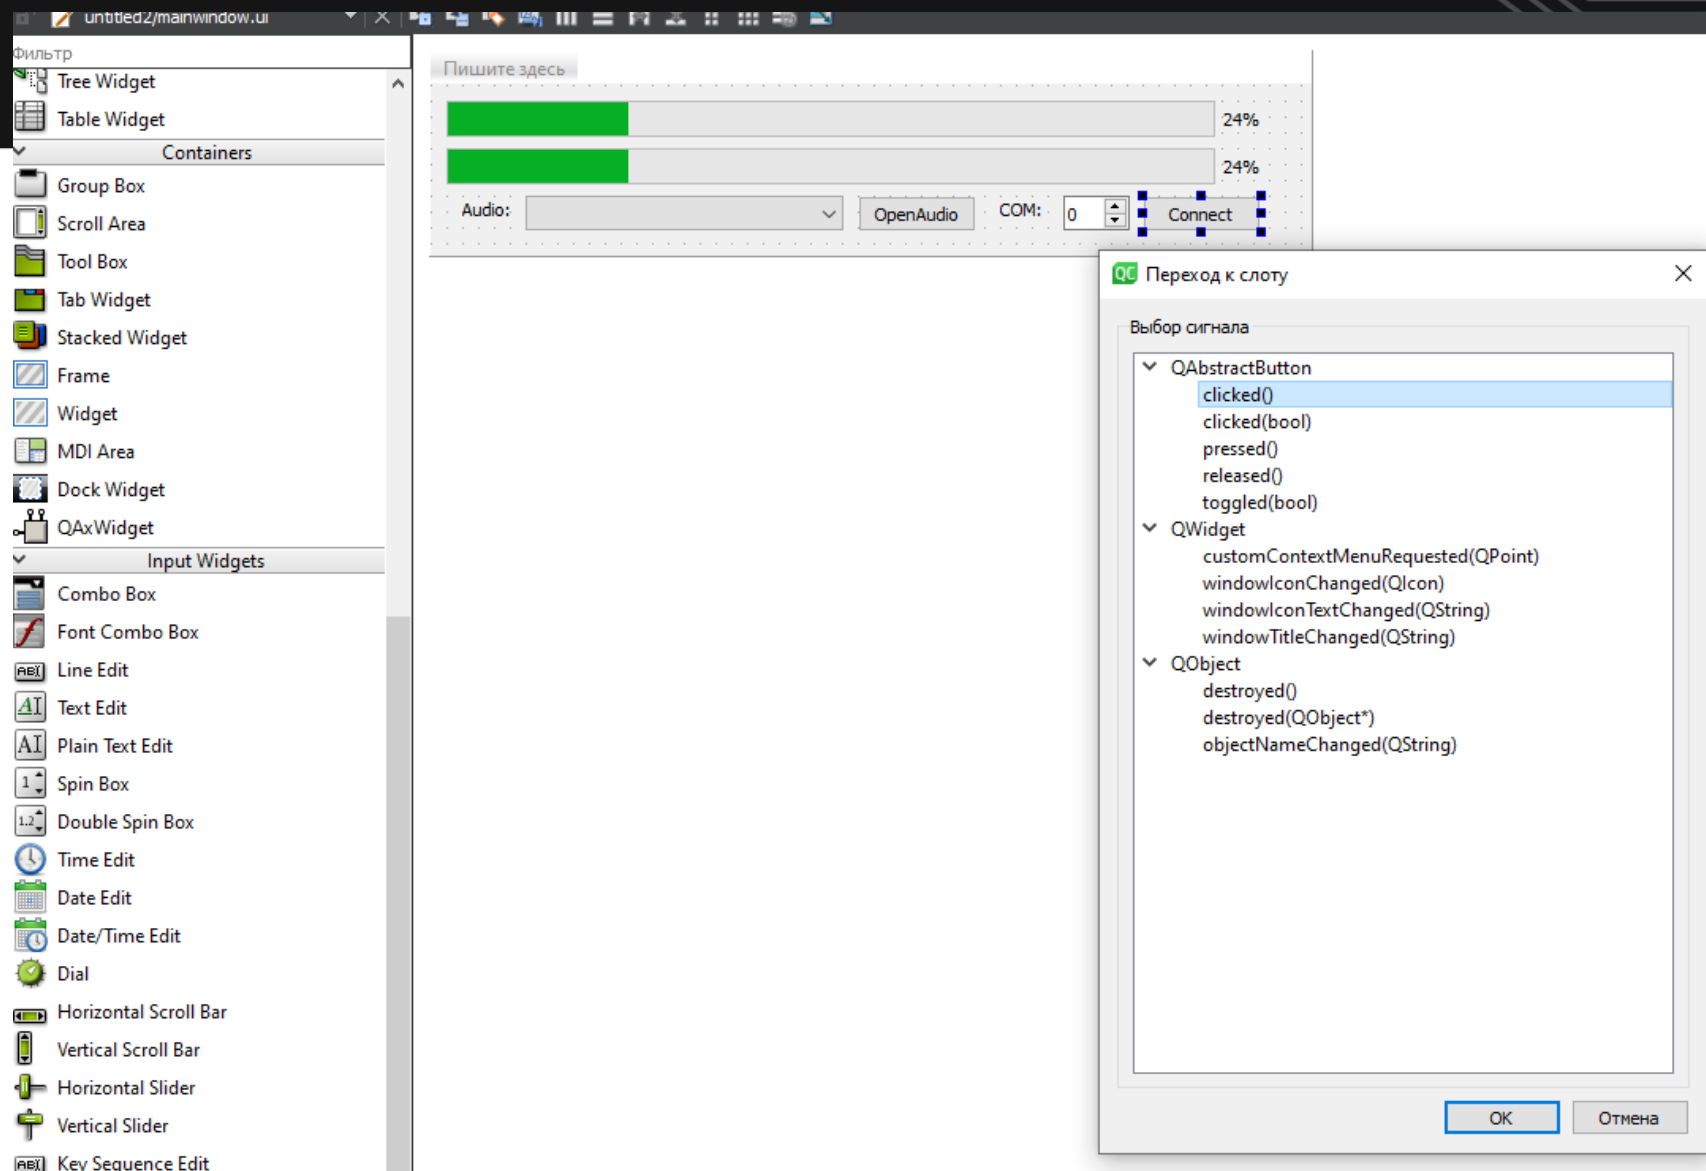 untitled2/mainwindow.ui
Фильтр
Tree Widget
Table Widget
Containers
Group Box
Scroll Area
Tool Box
Tab Widget
Stacked Widget
Frame
Widget
MDI Area
Dock Widget
QAxWidget
Input Widgets
Combo Box
Font Combo Box
Line Edit
Text Edit
Plain Text Edit
Spin Box
Double Spin Box
Time Edit
Date Edit
Date/Time Edit
Dial
Horizontal Scroll Bar
Vertical Scroll Bar
Horizontal Slider
Vertical Slider
Key Sequence Edit
Пишите здесь
24%
24%
Audio:
OpenAudio
COM:
0
Connect
QC Переход к слоту
Выбор сигнала
QAbstractButton
clicked()
clicked(bool)
pressed()
released()
toggled(bool)
QWidget
customContextMenuRequested(QPoint)
windowIconChanged(QIcon)
windowIconTextChanged(QString)
windowTitleChanged(QString)
QObject
destroyed()
destroyed(QObject*)
objectNameChanged(QString)
OK
Отмена